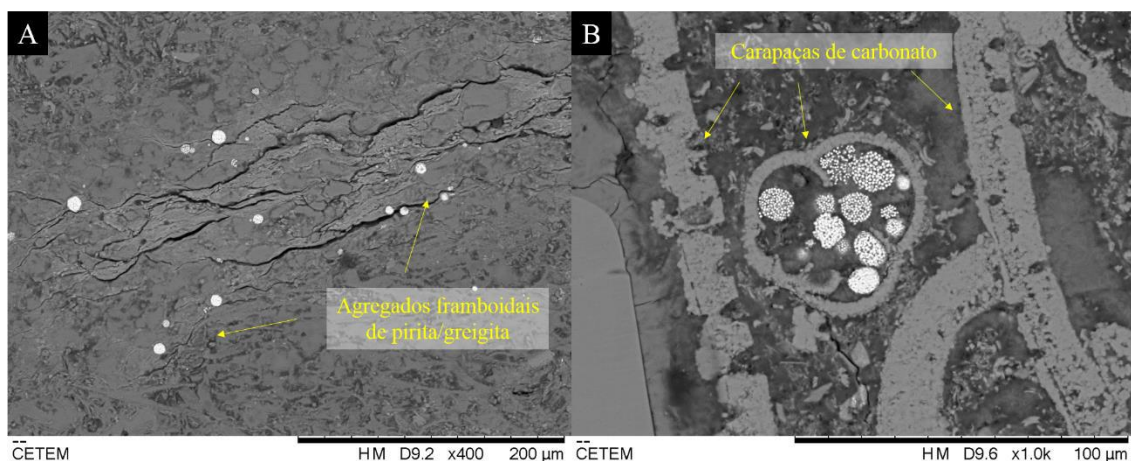 A
B
Carapaças de carbonato
Agregados framboidais
de pirita/greigita
CETEM
HM D9.2 x400 200 µm
CETEM
HM D9.6 x1.0k 100 µm